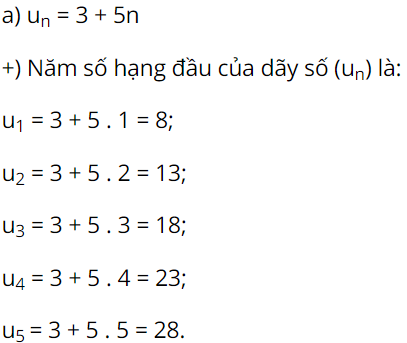 a) uₙ = 3 + 5n
+) Năm số hạng đầu của dãy số (uₙ) là:
u₁ = 3 + 5 . 1 = 8;
u₂ = 3 + 5 . 2 = 13;
u₃ = 3 + 5 . 3 = 18;
u₄ = 3 + 5 . 4 = 23;
u₅ = 3 + 5 . 5 = 28.